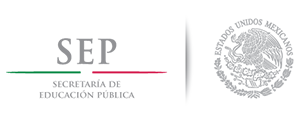 SEP
SECRETARÍA DE
EDUCACIÓN PÚBLICA
ESTADOS UNIDOS MEXICANOS